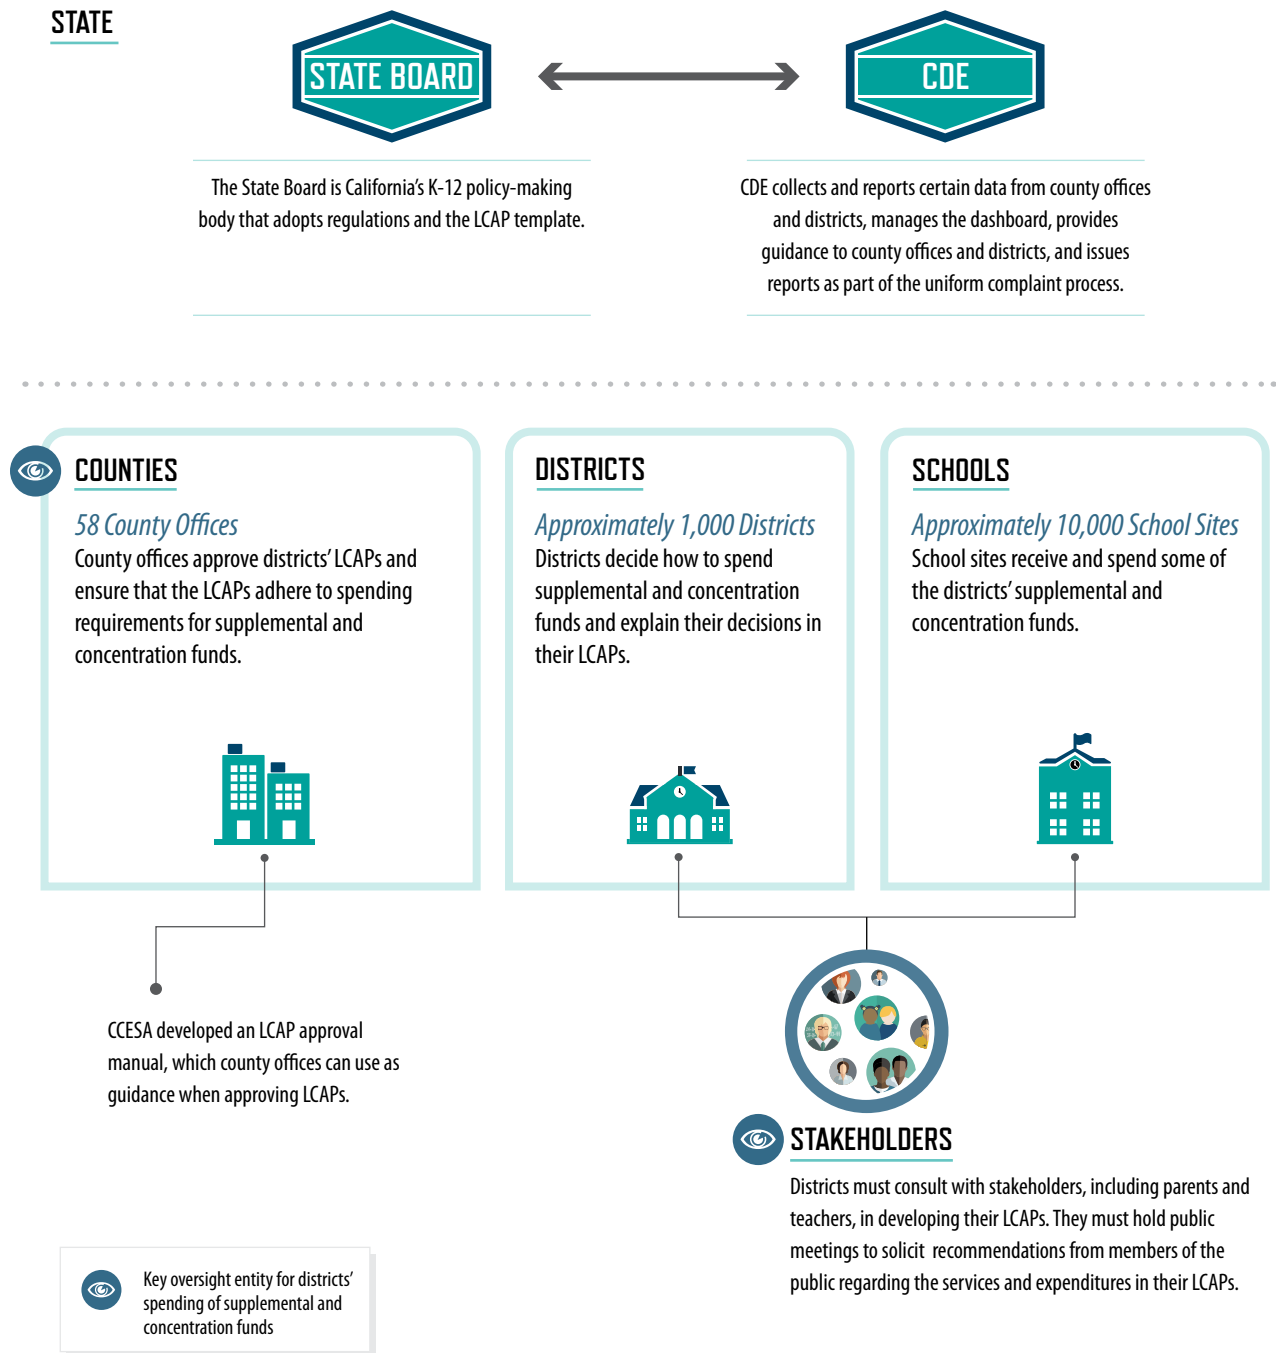 STATE
STATE BOARD
CDE
The State Board is California's K-12 policy-making
body that adopts regulations and the LCAP template.
CDE collects and reports certain data from county offices
and districts, manages the dashboard, provides
guidance to county offices and districts, and issues
reports as part of the uniform complaint process.
COUNTIES
58 County Offices
County offices approve districts' LCAPs and
ensure that the LCAPs adhere to spending
requirements for supplemental and
concentration funds.
DISTRICTS
Approximately 1,000 Districts
Districts decide how to spend
supplemental and concentration
funds and explain their decisions in
their LCAPs.
SCHOOLS
Approximately 10,000 School Sites
School sites receive and spend some of
the districts' supplemental and
concentration funds.
CCESA developed an LCAP approval
manual, which county offices can use as
guidance when approving LCAPs.
STAKEHOLDERS
Districts must consult with stakeholders, including parents and
teachers, in developing their LCAPs. They must hold public
meetings to solicit recommendations from members of the
public regarding the services and expenditures in their LCAPs.
Key oversight entity for districts'
spending of supplemental and
concentration funds